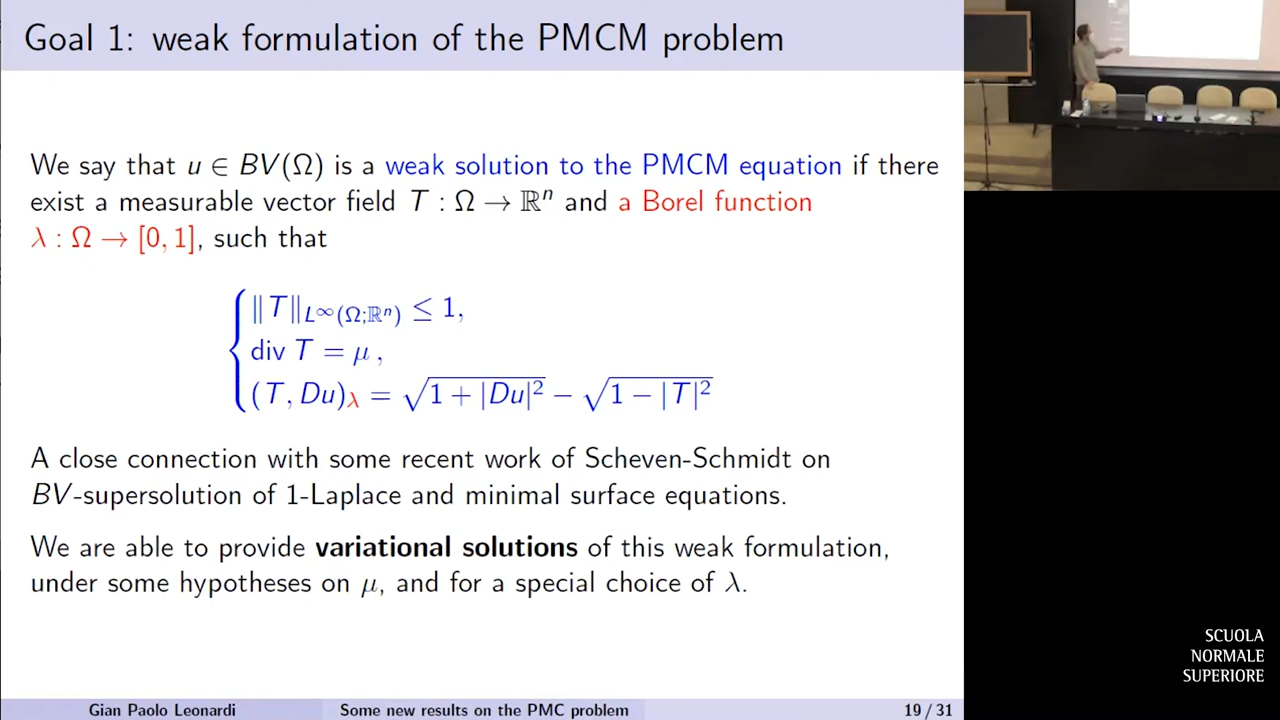 Goal 1: weak formulation of the PMCM problem
We say that u ∈ BV(Ω) is a weak solution to the PMCM equation if there
exist a measurable vector field T : Ω → ℝⁿ and a Borel function
λ : Ω → [0, 1], such that
‖T‖_{L^∞(Ω;ℝⁿ)} ≤ 1,
div T = μ ,
(T, Du)_λ = √(1 + |Du|²) − √(1 − |T|²)
A close connection with some recent work of Scheven-Schmidt on
BV-supersolution of 1-Laplace and minimal surface equations.
We are able to provide variational solutions of this weak formulation,
under some hypotheses on μ, and for a special choice of λ.
Gian Paolo Leonardi Some new results on the PMC problem 19 / 31
SCUOLA
NORMALE
SUPERIORE